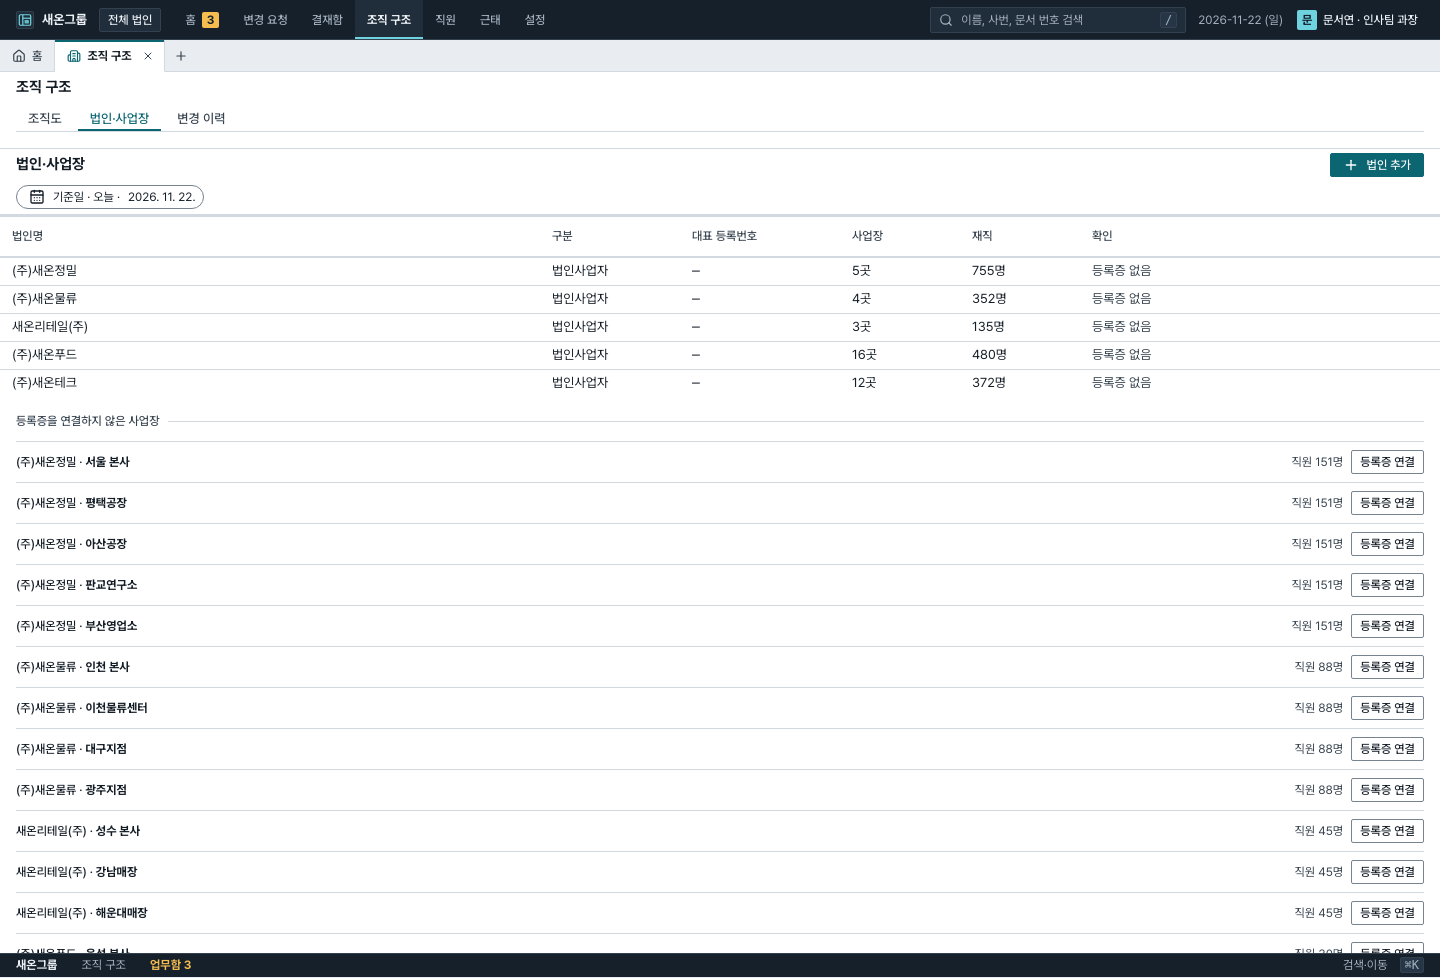 새온그룹 전체 법인 홈 3 변경 요청 결재함 조직 구조 직원 근태 설정 이름, 사번, 문서 번호 검색 / 2026-11-22 (일) 문 문서연 · 인사팀 과장
홈 조직 구조
조직 구조
조직도 법인·사업장 변경 이력
법인·사업장 법인 추가
기준일 · 오늘 · 2026. 11. 22.
법인명 구분 대표 등록번호 사업장 재직 확인
(주)새온정밀 법인사업자 — 5곳 755명 등록증 없음
(주)새온물류 법인사업자 — 4곳 352명 등록증 없음
새온리테일(주) 법인사업자 — 3곳 135명 등록증 없음
(주)새온푸드 법인사업자 — 16곳 480명 등록증 없음
(주)새온테크 법인사업자 — 12곳 372명 등록증 없음
등록증을 연결하지 않은 사업장
(주)새온정밀 · 서울 본사 직원 151명 등록증 연결
(주)새온정밀 · 평택공장 직원 151명 등록증 연결
(주)새온정밀 · 아산공장 직원 151명 등록증 연결
(주)새온정밀 · 판교연구소 직원 151명 등록증 연결
(주)새온정밀 · 부산영업소 직원 151명 등록증 연결
(주)새온물류 · 인천 본사 직원 88명 등록증 연결
(주)새온물류 · 이천물류센터 직원 88명 등록증 연결
(주)새온물류 · 대구지점 직원 88명 등록증 연결
(주)새온물류 · 광주지점 직원 88명 등록증 연결
새온리테일(주) · 성수 본사 직원 45명 등록증 연결
새온리테일(주) · 강남매장 직원 45명 등록증 연결
새온리테일(주) · 해운대매장 직원 45명 등록증 연결
새온그룹 조직 구조 업무함 3 검색·이동 ⌘K